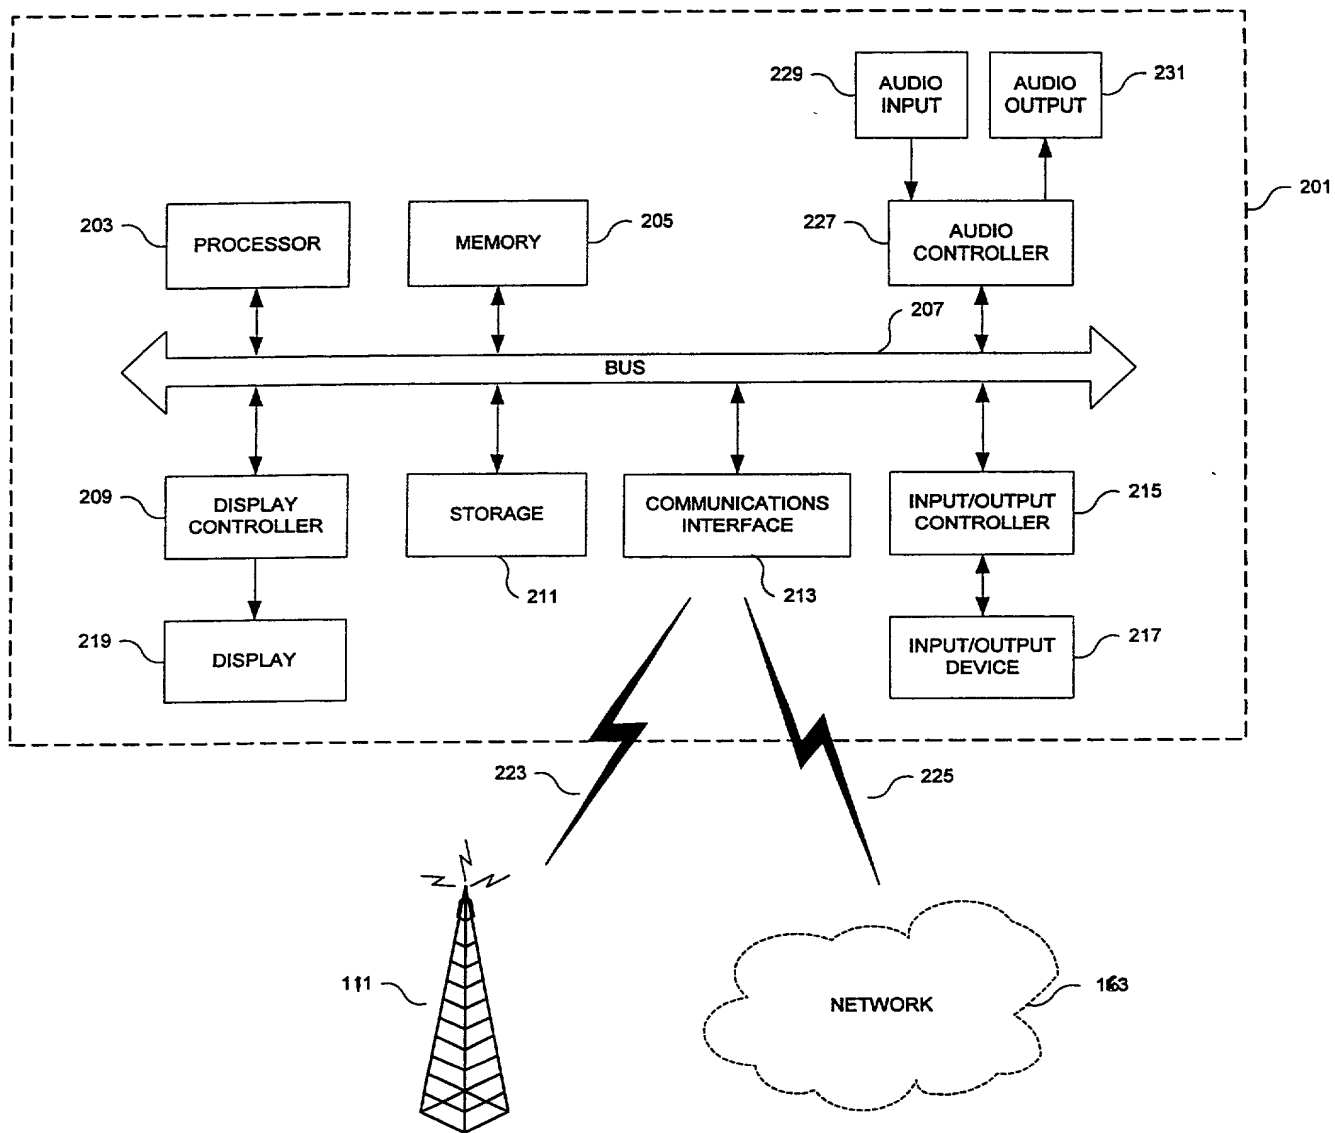 229
AUDIO
INPUT
AUDIO
OUTPUT
231
201
203
PROCESSOR
MEMORY
205
227
AUDIO
CONTROLLER
207
BUS
209
DISPLAY
CONTROLLER
STORAGE
211
COMMUNICATIONS
INTERFACE
213
INPUT/OUTPUT
CONTROLLER
215
219
DISPLAY
INPUT/OUTPUT
DEVICE
217
223
225
111
NETWORK